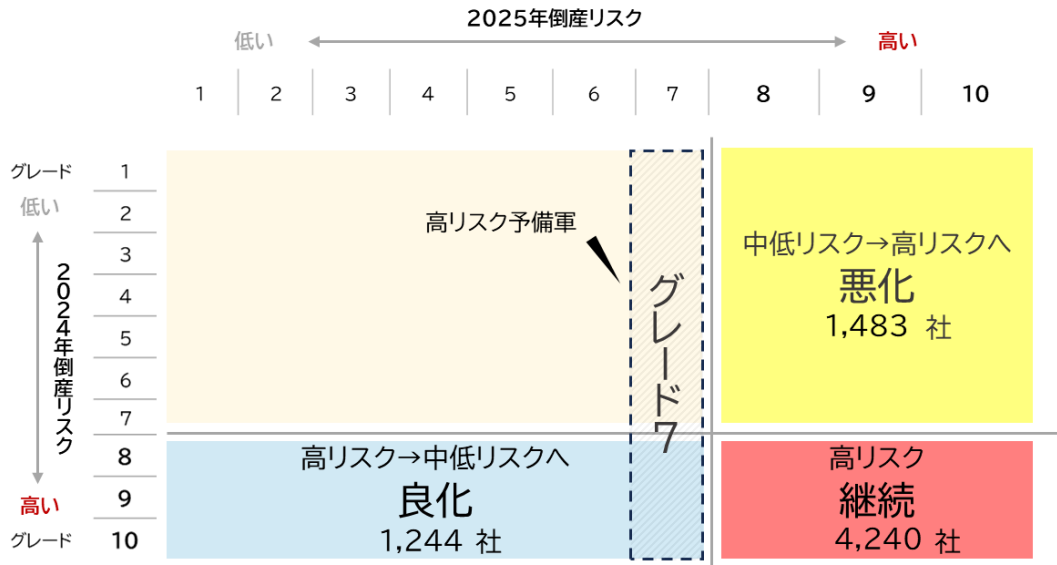 2025年倒産リスク
低い
高い
1 2 3 4 5 6 7 8 9 10
グレード
低い
2024年倒産リスク
高い
グレード
1
2
3
4
5
6
7
8
9
10
高リスク予備軍
グレード7
中低リスク→高リスクへ
悪化
1,483 社
高リスク→中低リスクへ
良化
1,244 社
高リスク
継続
4,240 社